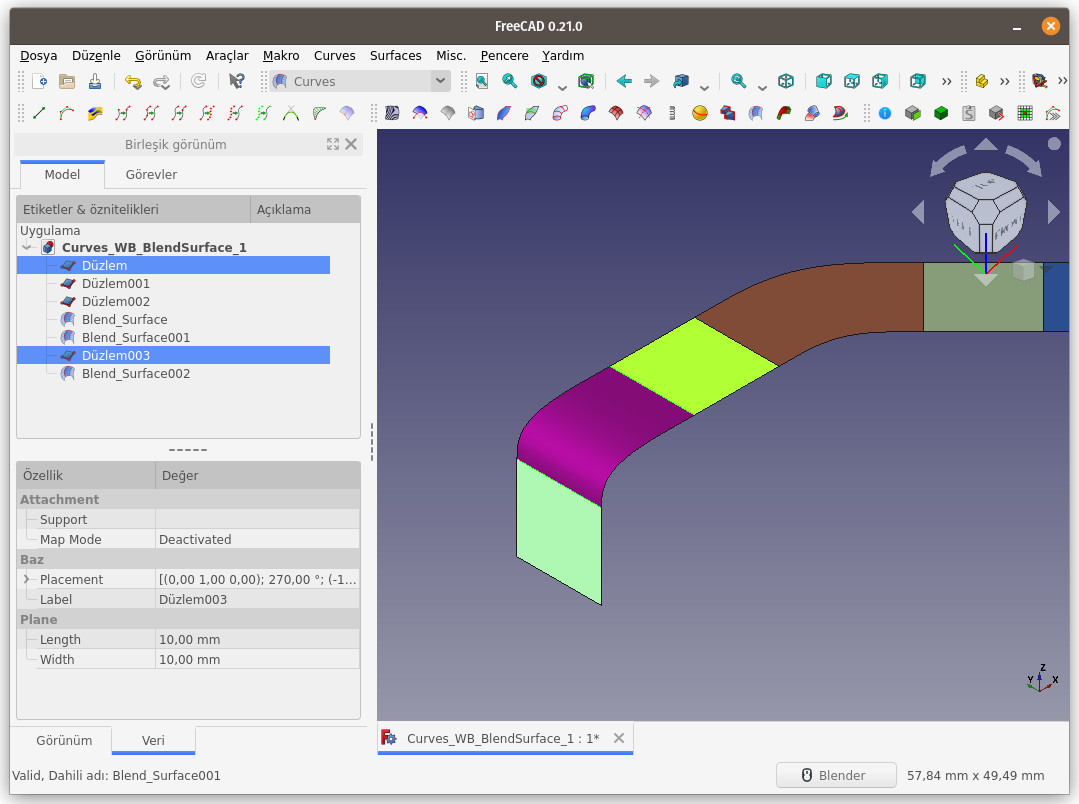 FreeCAD 0.21.0
Dosya Düzenle Görünüm Araçlar Makro Curves Surfaces Misc. Pencere Yardım
Curves
Birleşik görünüm
Model Görevler
Etiketler & öznitelikleri Açıklama
Uygulama
Curves_WB_BlendSurface_1
Düzlem
Düzlem001
Düzlem002
Blend_Surface
Blend_Surface001
Düzlem003
Blend_Surface002
Özellik Değer
Attachment
Support
Map Mode Deactivated
Baz
Placement [(0,00 1,00 0,00); 270,00 °; (-1...
Label Düzlem003
Plane
Length 10,00 mm
Width 10,00 mm
Z
Y X
Görünüm Veri
Curves_WB_BlendSurface_1 : 1*
Valid, Dahili adı: Blend_Surface001
Blender 57,84 mm x 49,49 mm